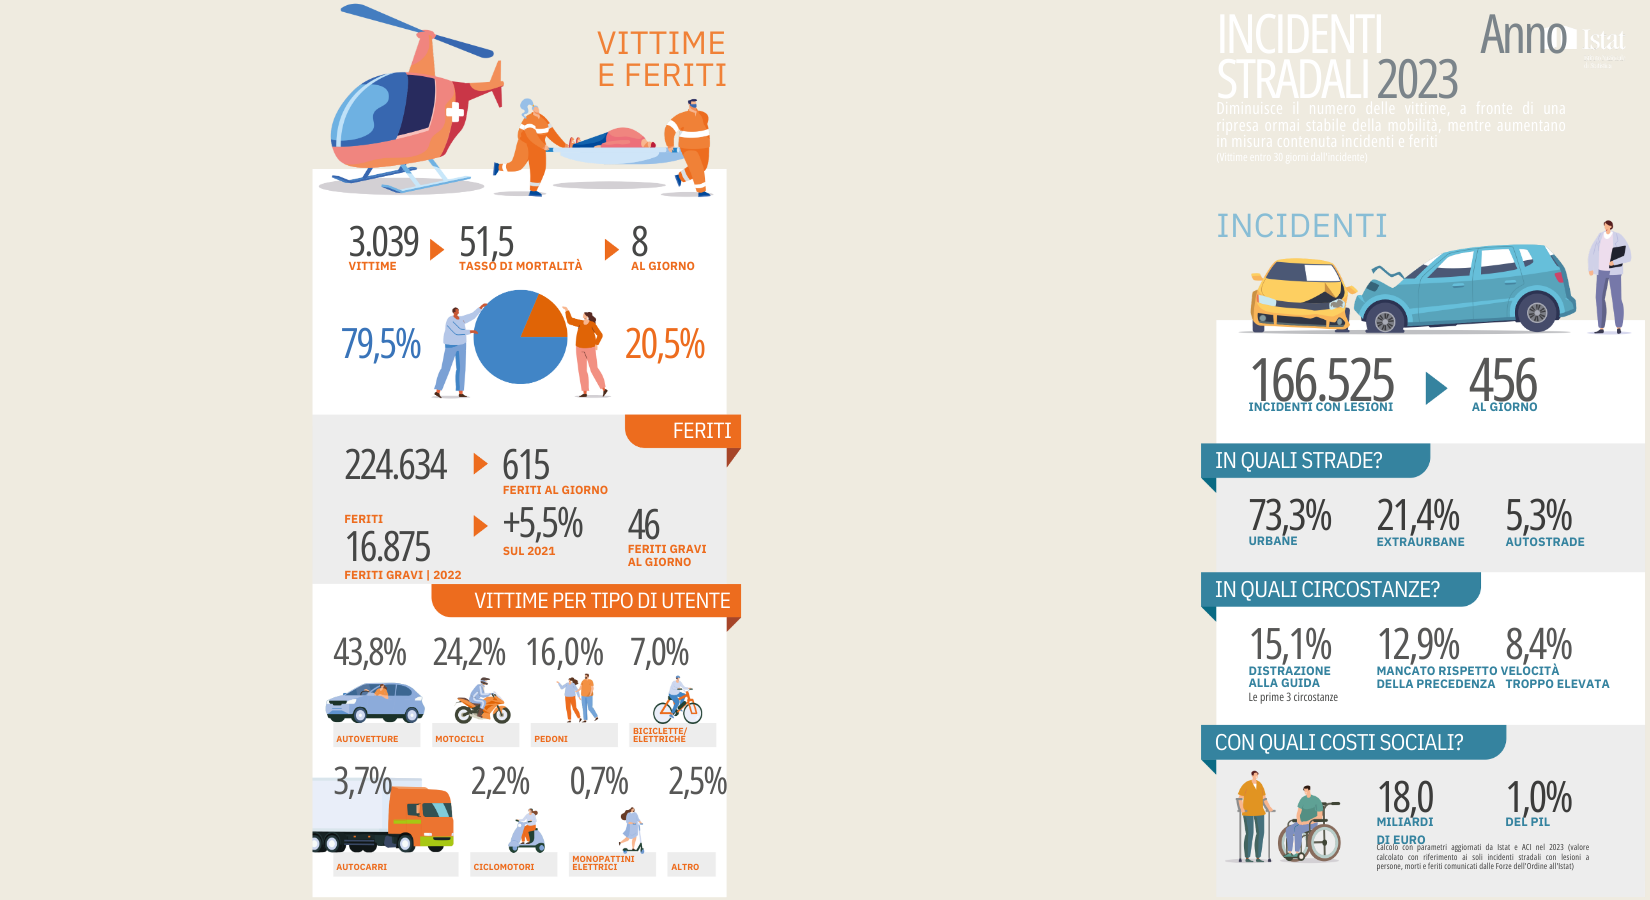 VITTIME
E FERITI
3.039
VITTIME
51,5
TASSO DI MORTALITÀ
8
AL GIORNO
79,5%
20,5%
FERITI
224.634
615
FERITI AL GIORNO
FERITI
16.875
FERITI GRAVI | 2022
+5,5%
SUL 2021
46
FERITI GRAVI
AL GIORNO
VITTIME PER TIPO DI UTENTE
43,8%
24,2%
16,0%
7,0%
AUTOVETTURE
MOTOCICLI
PEDONI
BICICLETTE/
ELETTRICHE
3,7%
2,2%
0,7%
2,5%
AUTOCARRI
CICLOMOTORI
MONOPATTINI
ELETTRICI
ALTRO
INCIDENTI
STRADALI 2023
Anno
Istat
Diminuisce il numero delle vittime, a fronte di una
ripresa ormai stabile della mobilità, mentre aumentano
in misura contenuta incidenti e feriti
(Vittime entro 30 giorni dall'incidente)
INCIDENTI
166.525
INCIDENTI CON LESIONI
456
AL GIORNO
IN QUALI STRADE?
73,3%
URBANE
21,4%
EXTRAURBANE
5,3%
AUTOSTRADE
IN QUALI CIRCOSTANZE?
15,1%
DISTRAZIONE
ALLA GUIDA
Le prime 3 circostanze
12,9%
MANCATO RISPETTO
DELLA PRECEDENZA
8,4%
VELOCITÀ
TROPPO ELEVATA
CON QUALI COSTI SOCIALI?
18,0
MILIARDI
DI EURO
1,0%
DEL PIL
Calcolo con parametri aggiornati da Istat e ACI nel 2023 (valore
calcolato con riferimento ai soli incidenti stradali con lesioni a
persone, morti e feriti comunicati dalle Forze dell'Ordine all'Istat)